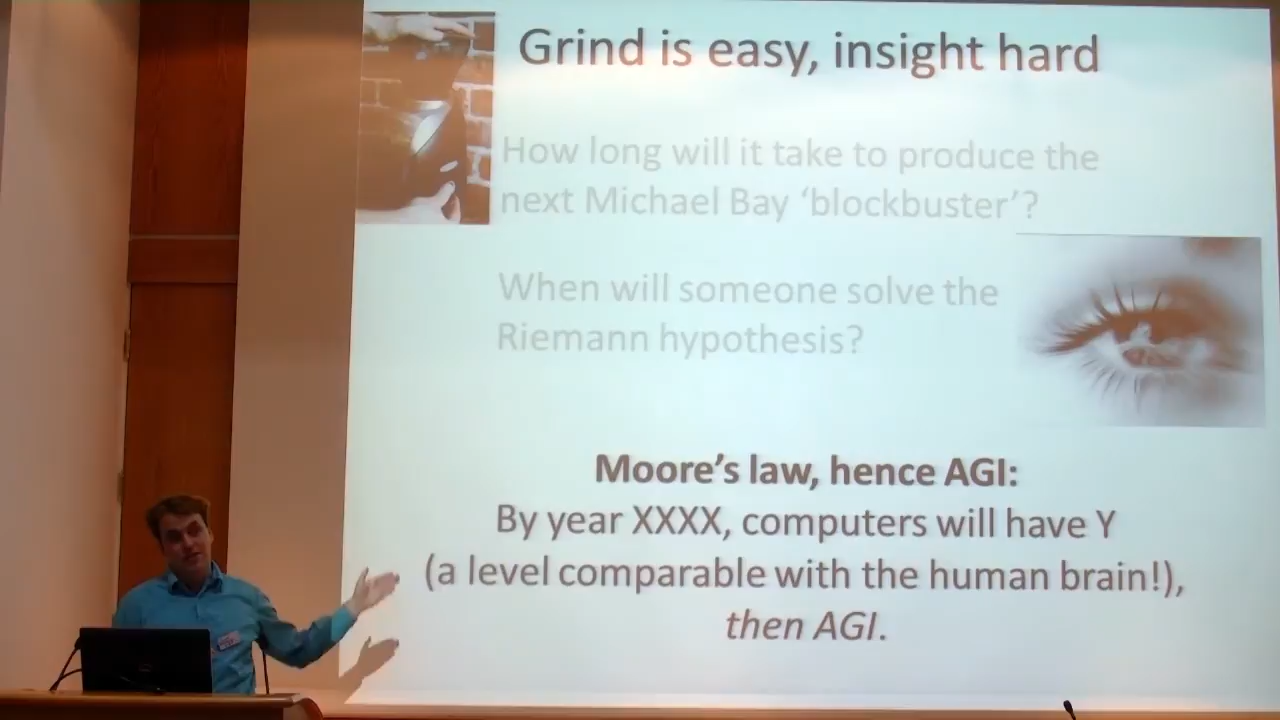 Grind is easy, insight hard
How long will it take to produce the
next Michael Bay ‘blockbuster’?
When will someone solve the
Riemann hypothesis?
Moore’s law, hence AGI:
By year XXXX, computers will have Y
(a level comparable with the human brain!),
then AGI.